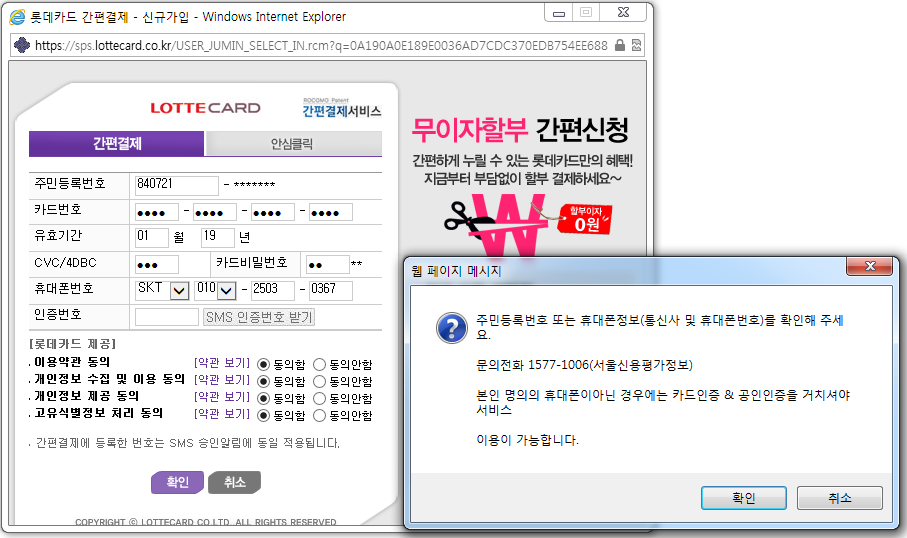 롯데카드 간편결제 - 신규가입 - Windows Internet Explorer
https://sps.lottecard.co.kr/USER_JUMIN_SELECT_IN.rcm?q=0A190A0E189E0036AD7CDC370EDB754EE688
LOTTE CARD
ROCOMO Patent
간편결제서비스
간편결제 안심클릭
주민등록번호 840721 - *******
카드번호 ●●●● - ●●●● - ●●●● - ●●●●
유효기간 01 월 19 년
CVC/4DBC ●●● 카드비밀번호 ●● **
휴대폰번호 SKT 010 - 2503 - 0367
인증번호 SMS 인증번호 받기
[롯데카드 제공]
. 이용약관 동의 [약관 보기] 동의함 동의안함
. 개인정보 수집 및 이용 동의 [약관 보기] 동의함 동의안함
. 개인정보 제공 동의 [약관 보기] 동의함 동의안함
. 고유식별정보 처리 동의 [약관 보기] 동의함 동의안함
. 간편결제에 등록한 번호는 SMS 승인알림에 동일 적용됩니다.
확인 취소
COPYRIGHT ⓒ LOTTECARD CO.LTD. ALL RIGHTS RESERVED
무이자할부 간편신청
간편하게 누릴 수 있는 롯데카드만의 혜택!
지금부터 부담없이 할부 결제하세요~
₩
할부이자
0원
웹 페이지 메시지
주민등록번호 또는 휴대폰정보(통신사 및 휴대폰번호)를 확인해 주세
요.
문의전화 1577-1006(서울신용평가정보)
본인 명의의 휴대폰이아닌 경우에는 카드인증 & 공인인증을 거치셔야
서비스
이용이 가능합니다.
확인 취소